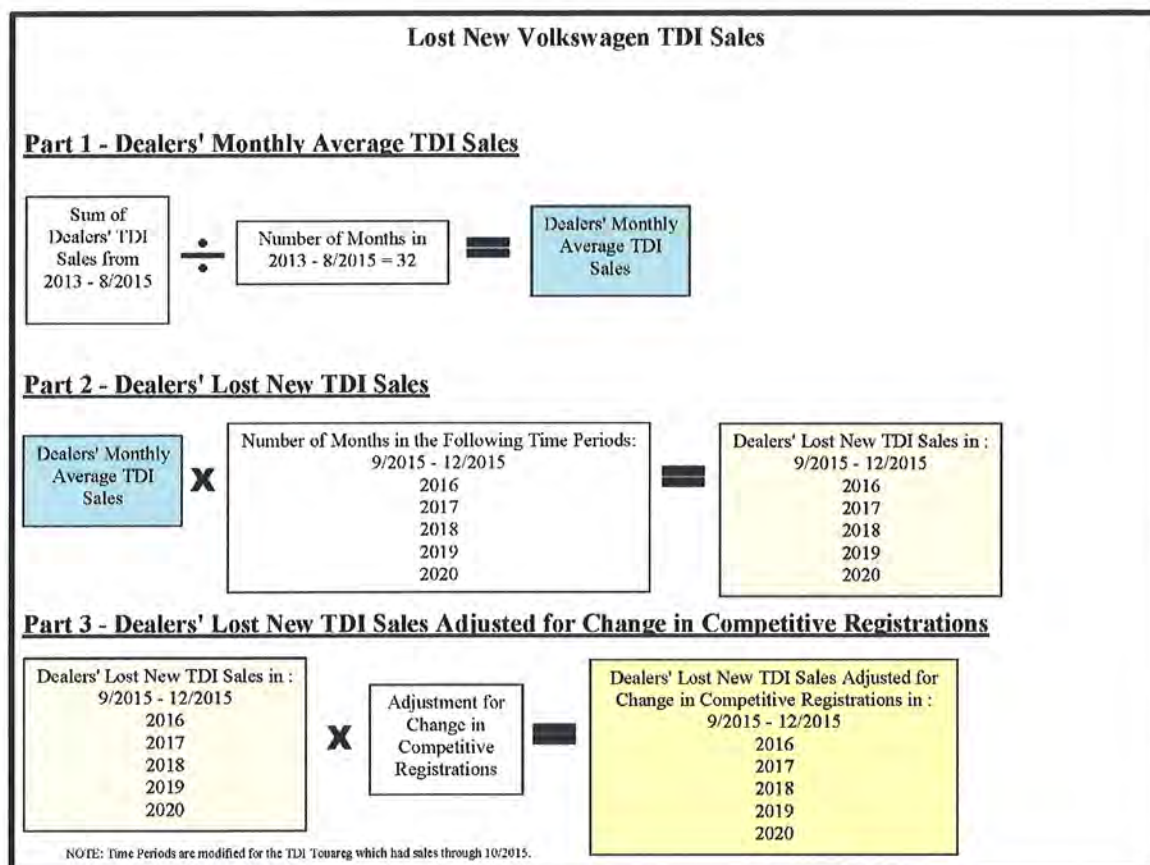 Lost New Volkswagen TDI Sales
Part 1 - Dealers' Monthly Average TDI Sales
Sum of
Dealers' TDI
Sales from
2013 - 8/2015
÷
Number of Months in
2013 - 8/2015 = 32
=
Dealers' Monthly
Average TDI
Sales
Part 2 - Dealers' Lost New TDI Sales
Dealers' Monthly
Average TDI
Sales
X
Number of Months in the Following Time Periods:
9/2015 - 12/2015
2016
2017
2018
2019
2020
=
Dealers' Lost New TDI Sales in :
9/2015 - 12/2015
2016
2017
2018
2019
2020
Part 3 - Dealers' Lost New TDI Sales Adjusted for Change in Competitive Registrations
Dealers' Lost New TDI Sales in :
9/2015 - 12/2015
2016
2017
2018
2019
2020
X
Adjustment for
Change in
Competitive
Registrations
=
Dealers' Lost New TDI Sales Adjusted for
Change in Competitive Registrations in :
9/2015 - 12/2015
2016
2017
2018
2019
2020
NOTE: Time Periods are modified for the TDI Touareg which had sales through 10/2015.